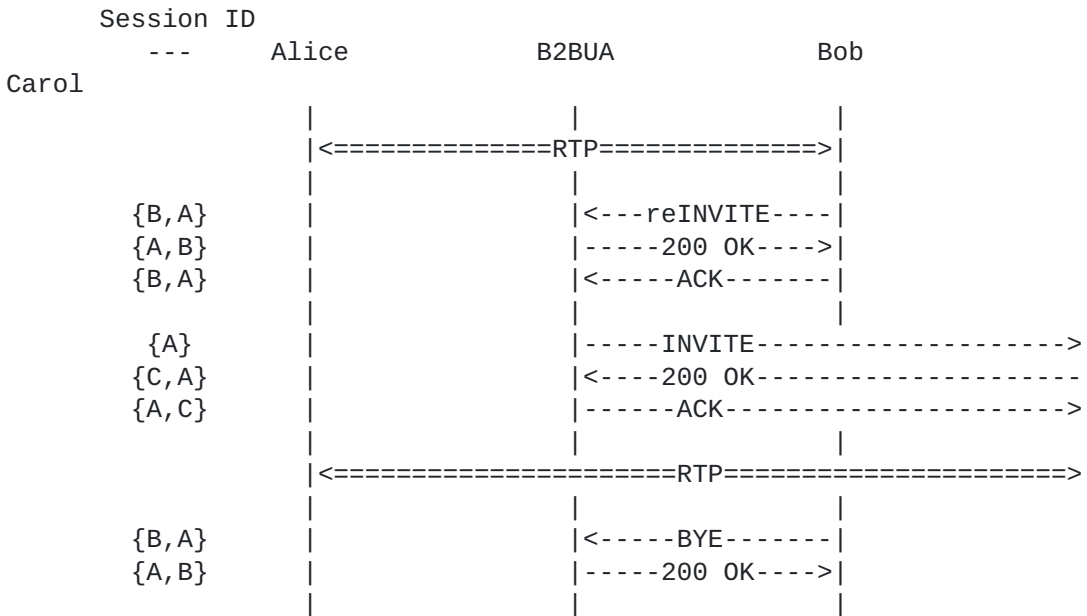 Session ID
---     Alice            B2BUA             Bob
Carol
|                |                |
|<==============RTP==============>|
|                |                |
{B,A}      |                |<---reINVITE----|
{A,B}      |                |-----200 OK---->|
{B,A}      |                |<-----ACK-------|
|                |                |
{A}       |                |-----INVITE-------------------->
{C,A}      |                |<----200 OK---------------------
{A,C}      |                |------ACK---------------------->
|                |                |
|<======================RTP======================>
|                |                |
{B,A}      |                |<-----BYE-------|
{A,B}      |                |-----200 OK---->|
|                |                |